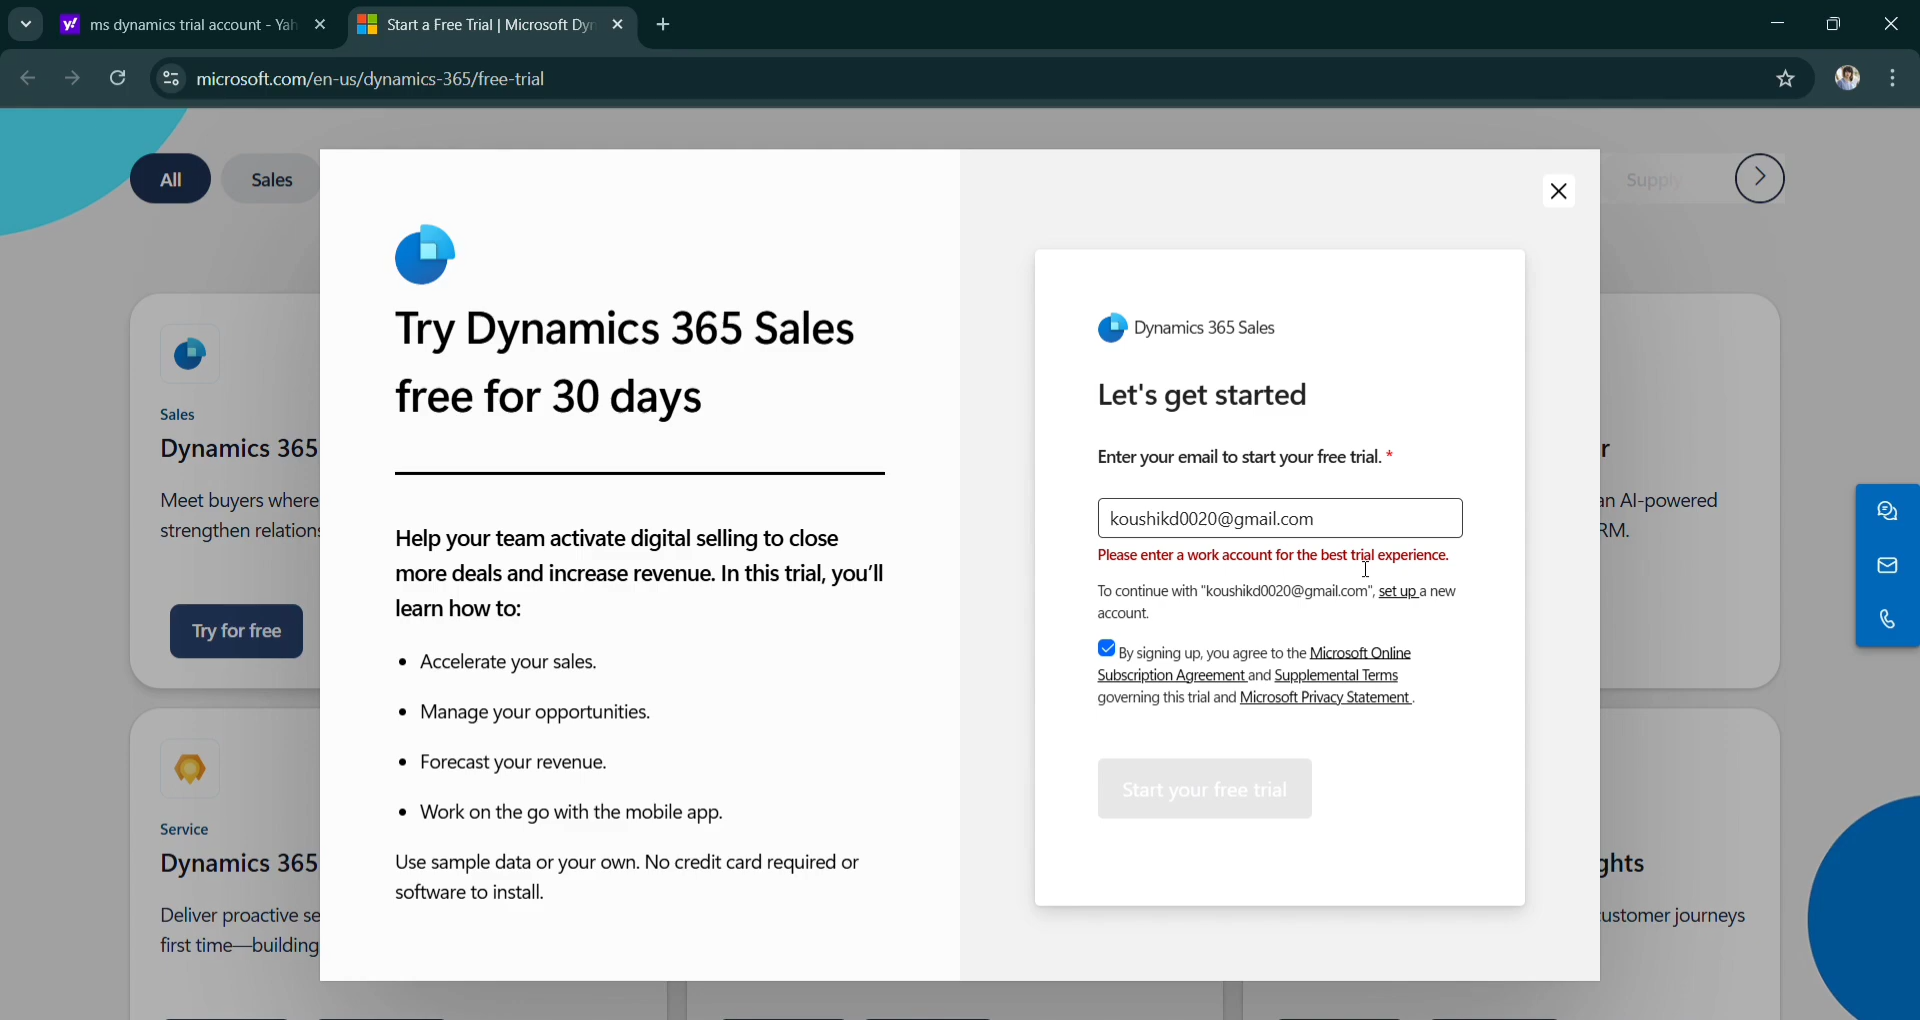 ms dynamics trial account - Yah
Start a Free Trial | Microsoft Dyn
microsoft.com/en-us/dynamics-365/free-trial
All
Sales
Supply
Sales
Dynamics 365
Meet buyers where
strengthen relations
Try for free
Service
Dynamics 365
Deliver proactive se
first time—building
Try Dynamics 365 Sales
free for 30 days
Help your team activate digital selling to close
more deals and increase revenue. In this trial, you'll
learn how to:
• Accelerate your sales.
• Manage your opportunities.
• Forecast your revenue.
• Work on the go with the mobile app.
Use sample data or your own. No credit card required or
software to install.
Dynamics 365 Sales
Let's get started
Enter your email to start your free trial. *
koushikd0020@gmail.com
Please enter a work account for the best trial experience.
To continue with "koushikd0020@gmail.com", set up a new
account.
By signing up, you agree to the Microsoft Online
Subscription Agreement and Supplemental Terms
governing this trial and Microsoft Privacy Statement .
Start your free trial
r
an AI-powered
RM.
ghts
customer journeys